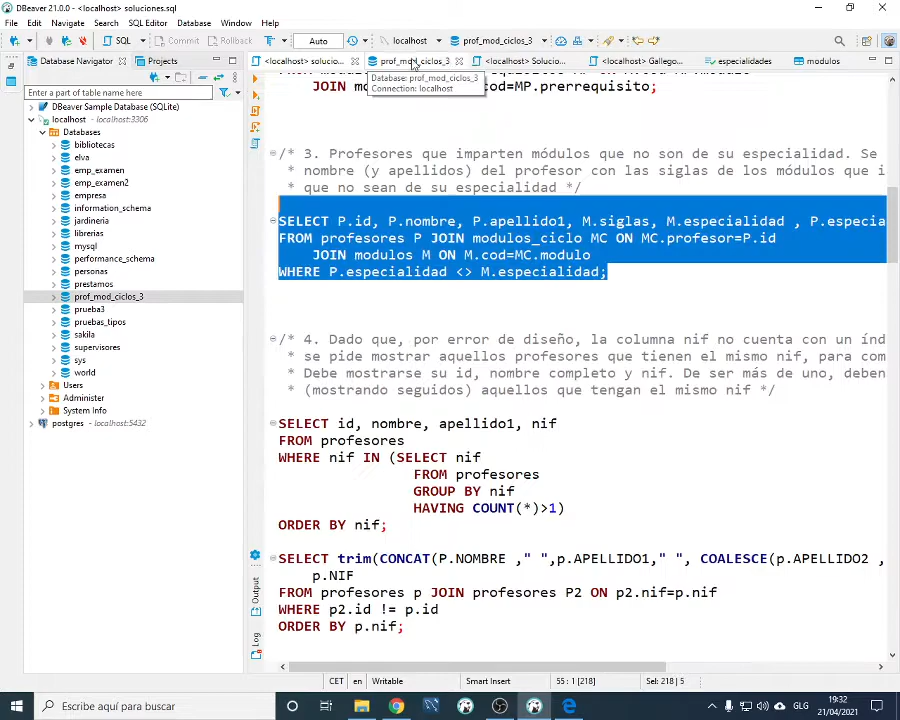 DBeaver 21.0.0 - <localhost> soluciones.sql
File Edit Navigate Search SQL Editor Database Window Help
SQL Commit Rollback T Auto localhost prof_mod_ciclos_3
Database Navigator Projects
<localhost> solucio... prof_mod_ciclos_3 <localhost> Solucio... <localhost> Gallego... especialidades modulos
Database: prof_mod_ciclos_3
Connection: localhost
Enter a part of table name here
DBeaver Sample Database (SQLite)
localhost - localhost:3306
Databases
bibliotecas
elva
emp_examen
emp_examen2
empresa
information_schema
jardineria
librerias
mysql
performance_schema
personas
prestamos
prof_mod_ciclos_3
prueba3
pruebas_tipos
sakila
supervisores
sys
world
Users
Administer
System Info
postgres - localhost:5432
JOIN mo cod=MP.prerrequisito;
/* 3. Profesores que imparten módulos que no son de su especialidad. Se
* nombre (y apellidos) del profesor con las siglas de los módulos que i
* que no sean de su especialidad */
SELECT P.id, P.nombre, P.apellido1, M.siglas, M.especialidad , P.especia
FROM profesores P JOIN modulos_ciclo MC ON MC.profesor=P.id
JOIN modulos M ON M.cod=MC.modulo
WHERE P.especialidad <> M.especialidad;
/* 4. Dado que, por error de diseño, la columna nif no cuenta con un índ
* se pide mostrar aquellos profesores que tienen el mismo nif, para com
* Debe mostrarse su id, nombre completo y nif. De ser más de uno, deben
* (mostrando seguidos) aquellos que tengan el mismo nif */
SELECT id, nombre, apellido1, nif
FROM profesores
WHERE nif IN (SELECT nif
FROM profesores
GROUP BY nif
HAVING COUNT(*)>1)
ORDER BY nif;
SELECT trim(CONCAT(P.NOMBRE ," ",p.APELLIDO1," ", COALESCE(p.APELLIDO2 ,
p.NIF
FROM profesores p JOIN profesores P2 ON p2.nif=p.nif
WHERE p2.id != p.id
ORDER BY p.nif;
Output
Log
CET en Writable Smart Insert 55 : 1 [218] Sel: 218 | 5
Escribe aquí para buscar
GLG
19:32
21/04/2021